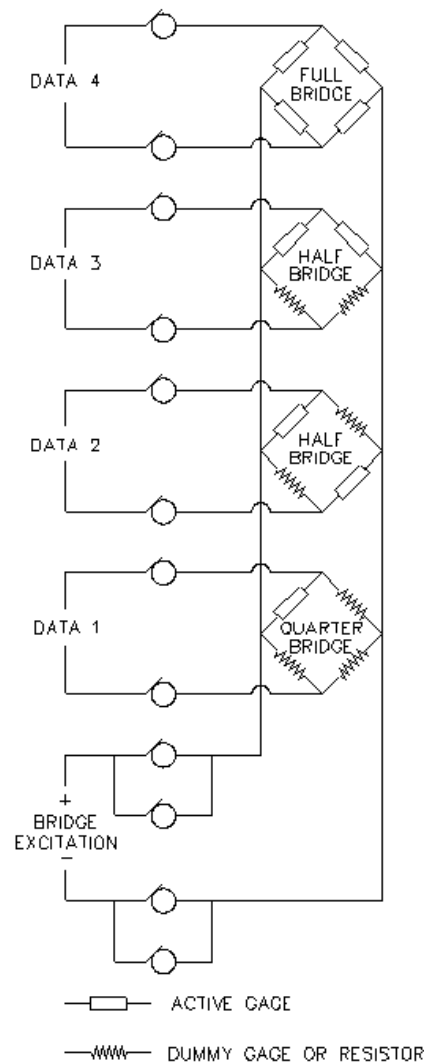 DATA 4
FULL
BRIDGE
DATA 3
HALF
BRIDGE
DATA 2
HALF
BRIDGE
DATA 1
QUARTER
BRIDGE
+
BRIDGE
EXCITATION
−
ACTIVE GAGE
DUMMY GAGE OR RESISTOR